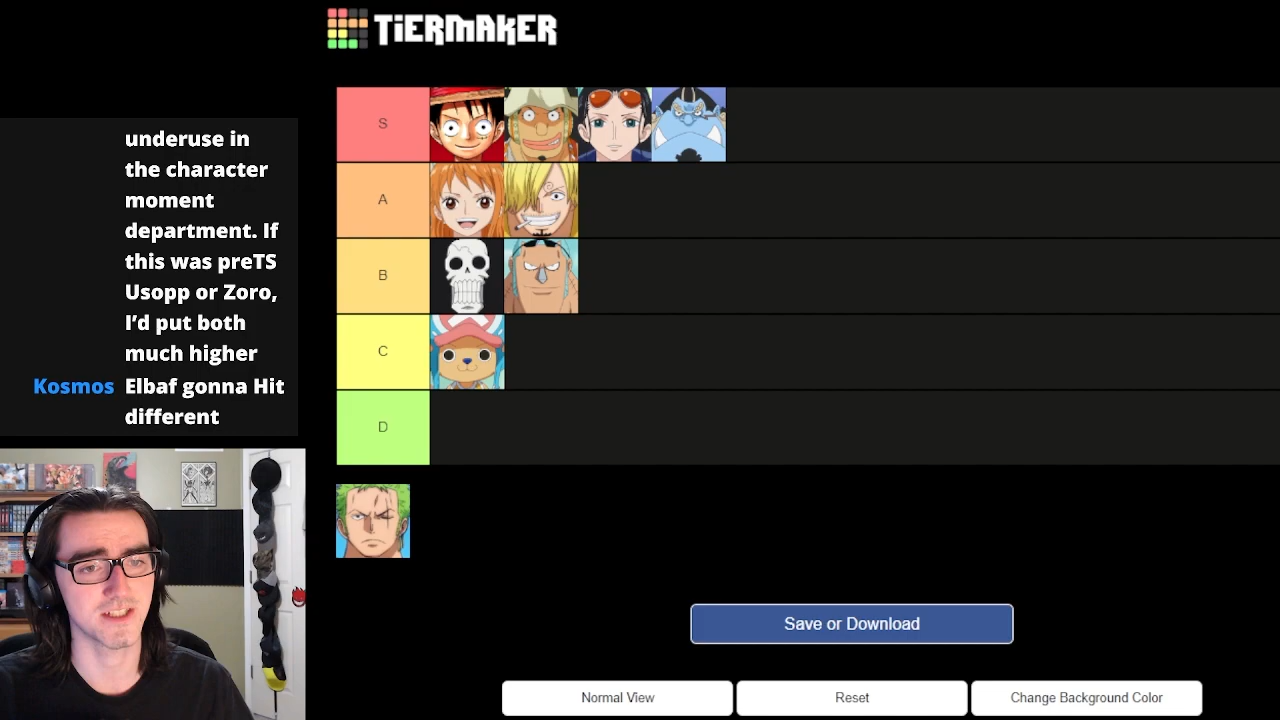 TiERMAKER
underuse in
the character
moment
department. If
this was preTS
Usopp or Zoro,
I'd put both
much higher
Kosmos Elbaf gonna Hit
different
S
A
B
C
D
Save or Download
Normal View
Reset
Change Background Color